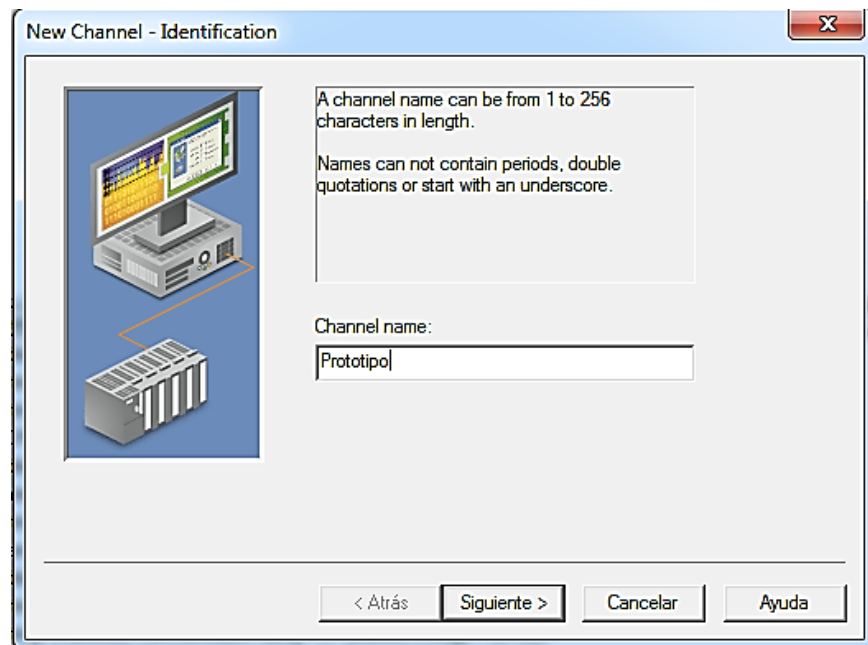 New Channel - Identification
A channel name can be from 1 to 256
characters in length.
Names can not contain periods, double
quotations or start with an underscore.
Channel name:
Prototipo
< Atrás
Siguiente >
Cancelar
Ayuda